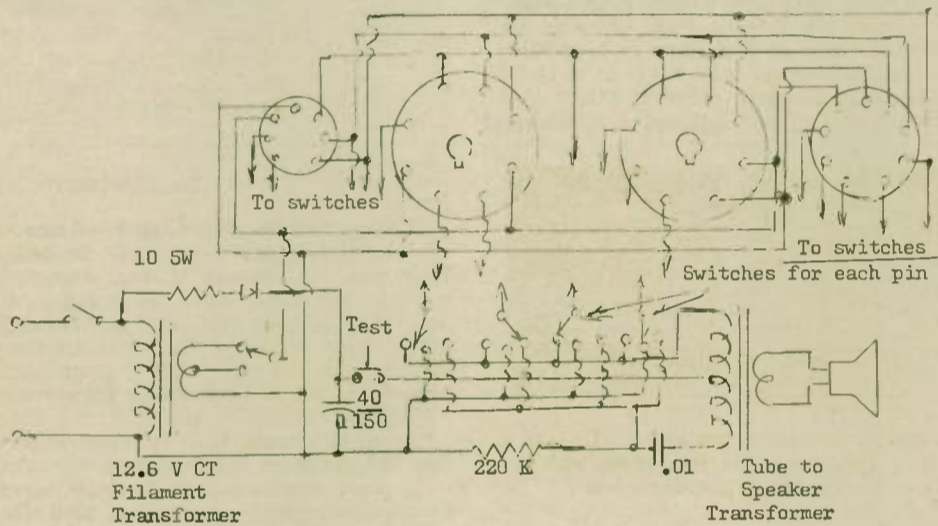 To switches
To switches
Switches for each pin
10 5W
Test
40
150
220 K
.01
12.6 V CT
Filament
Transformer
Tube to
Speaker
Transformer